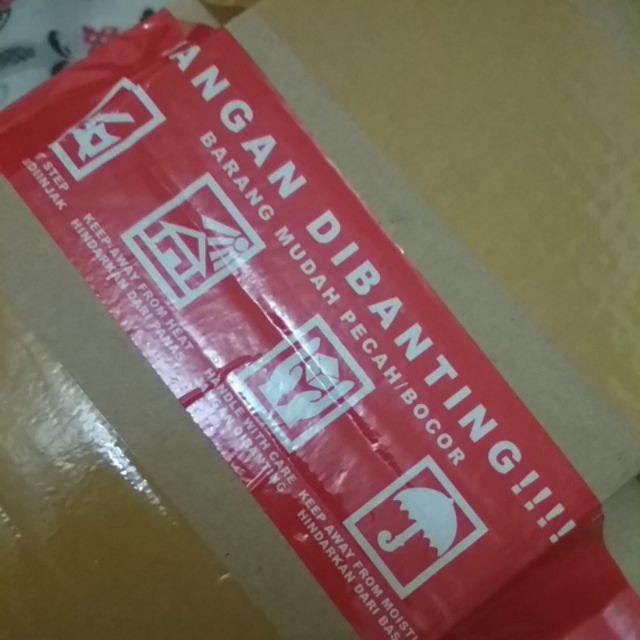 ANGAN DIBANTING!!!!
BARANG MUDAH PECAH/BOCOR
STEP
KEEP AWAY FROM HEAT
HINDARKAN DARI PANAS
HANDLE WITH CARE
KEEP AWAY FROM MOIST
HINDARKAN DARI BAS